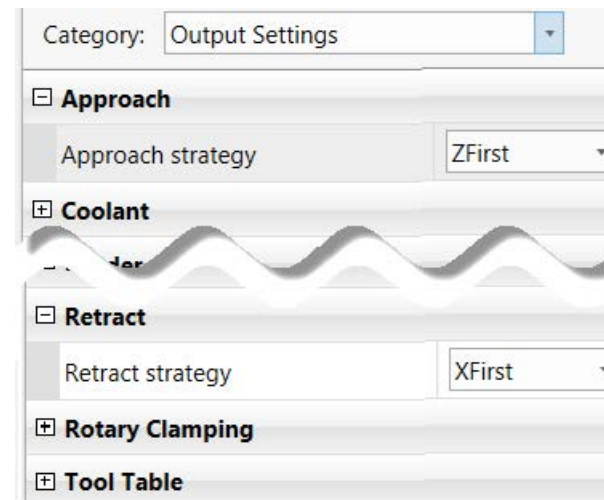 Category: Output Settings
Approach
Approach strategy ZFirst
Coolant
Retract
Retract strategy XFirst
Rotary Clamping
Tool Table